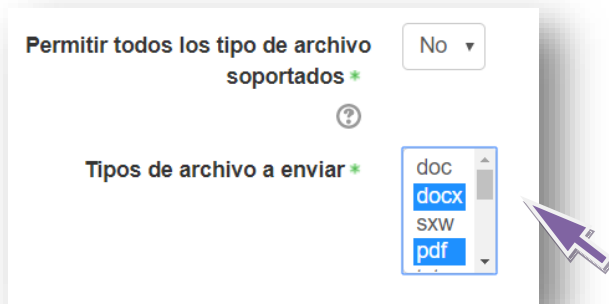 Permitir todos los tipo de archivo No
soportados *
Tipos de archivo a enviar *
doc
docx
sxw
pdf